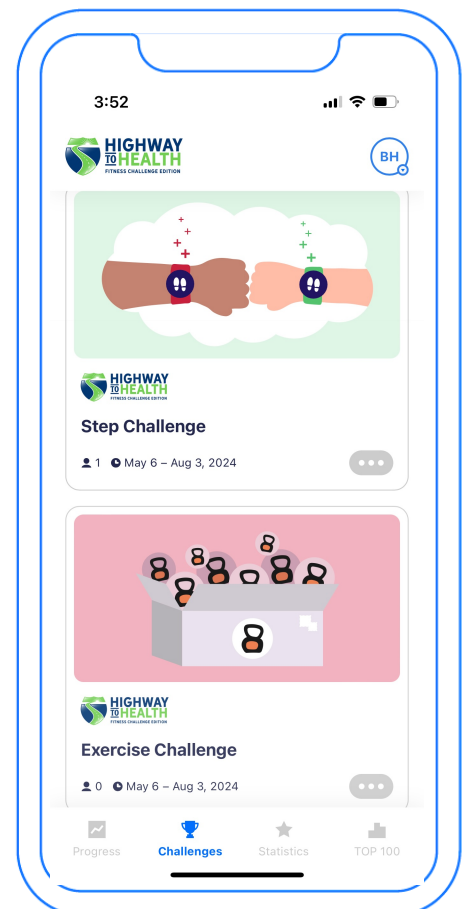 3:52
HIGHWAY
TO HEALTH
FITNESS CHALLENGE EDITION
BH
HIGHWAY
TO HEALTH
FITNESS CHALLENGE EDITION
Step Challenge
1 May 6 – Aug 3, 2024
HIGHWAY
TO HEALTH
FITNESS CHALLENGE EDITION
Exercise Challenge
0 May 6 – Aug 3, 2024
Progress Challenges Statistics TOP 100